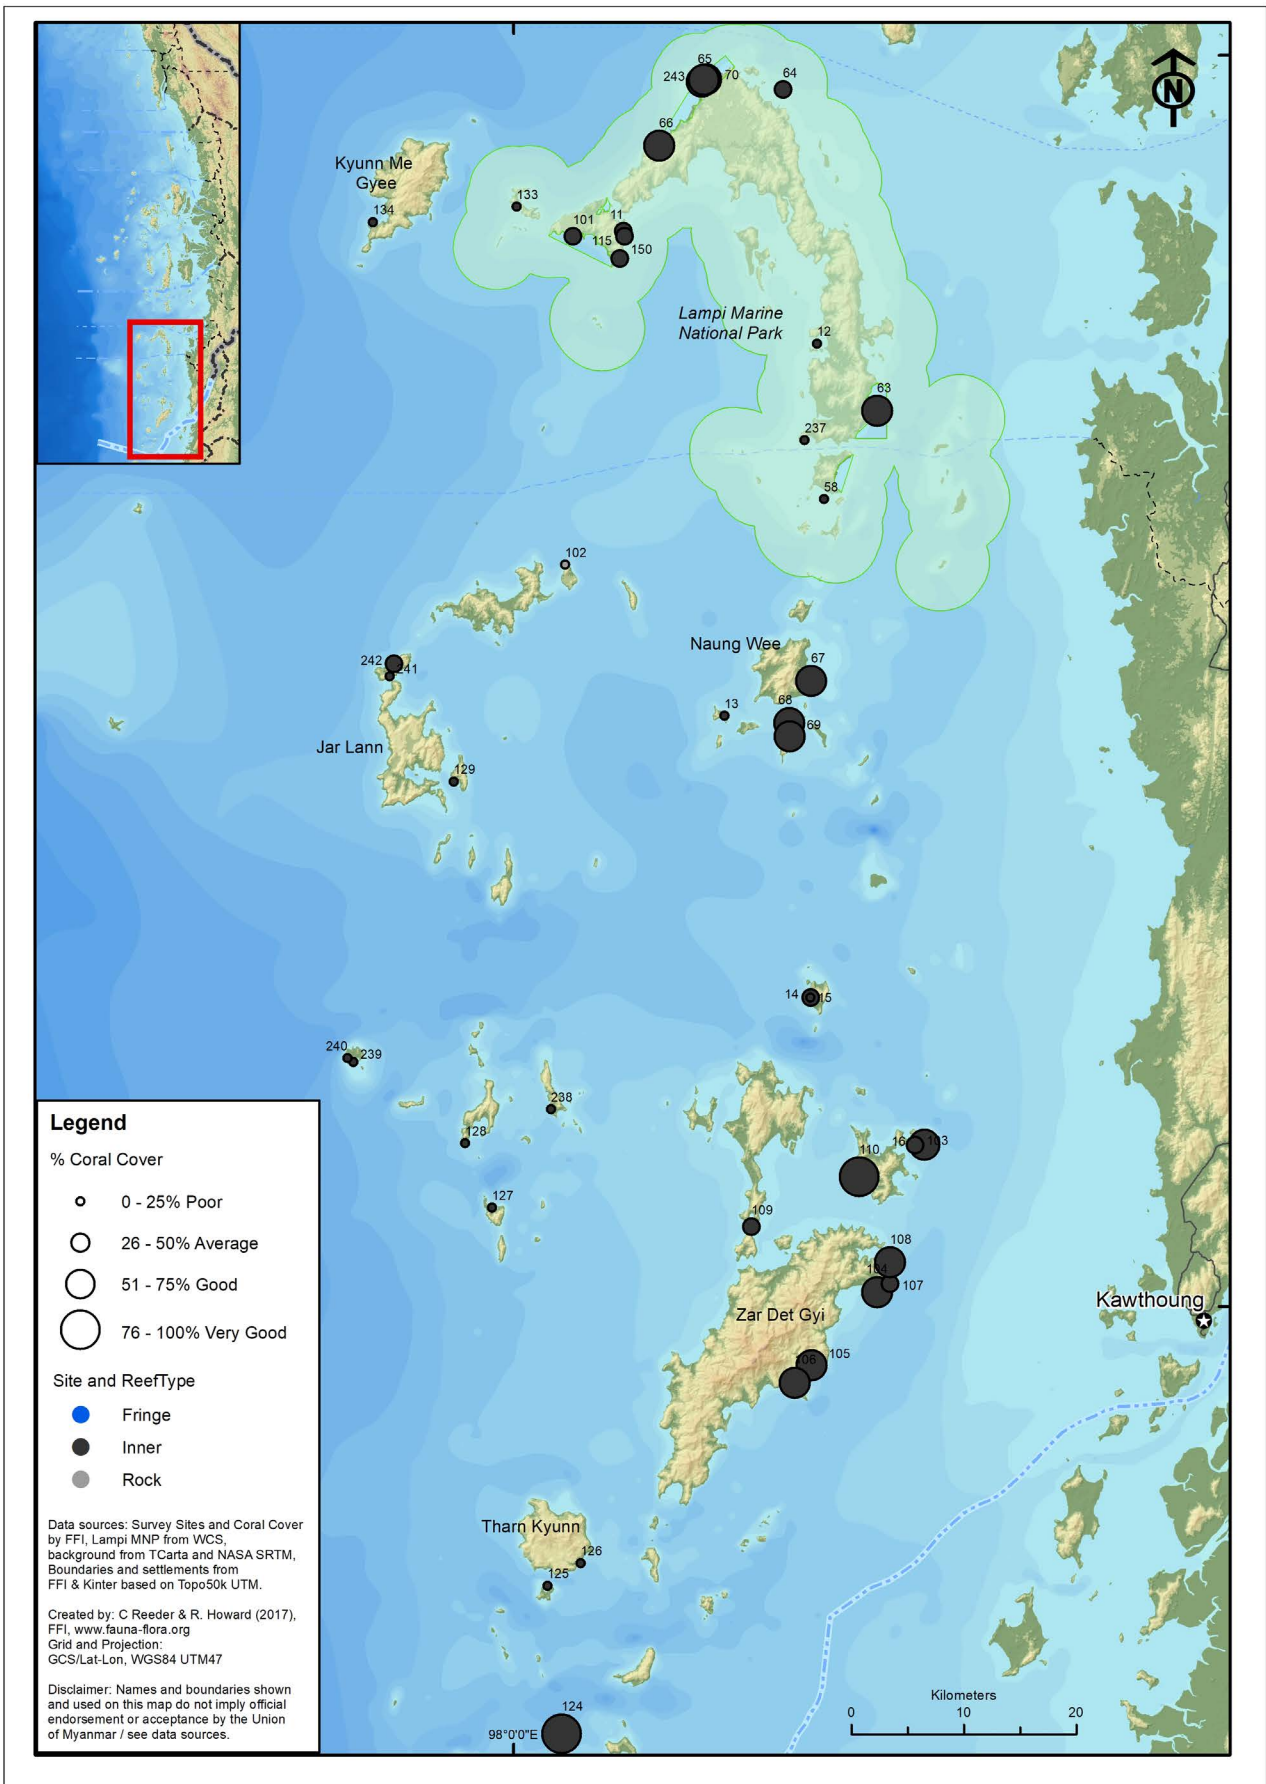 N
65
243
70
64
66
Kyunn Me
Gyee
133
134
101
11
115
150
Lampi Marine
National Park
12
63
237
58
102
Naung Wee
242
241
67
13
68
69
Jar Lann
129
14
15
240
239
238
128
16
103
110
127
109
108
104
107
Kawthoung
Zar Det Gyi
105
106
Tharn Kyunn
126
125
124
98°0'0"E
Kilometers
0 10 20
Legend
% Coral Cover
0 - 25% Poor
26 - 50% Average
51 - 75% Good
76 - 100% Very Good
Site and ReefType
Fringe
Inner
Rock
Data sources: Survey Sites and Coral Cover
by FFI, Lampi MNP from WCS,
background from TCarta and NASA SRTM,
Boundaries and settlements from
FFI & Kinter based on Topo50k UTM.
Created by: C Reeder & R. Howard (2017),
FFI, www.fauna-flora.org
Grid and Projection:
GCS/Lat-Lon, WGS84 UTM47
Disclaimer: Names and boundaries shown
and used on this map do not imply official
endorsement or acceptance by the Union
of Myanmar / see data sources.